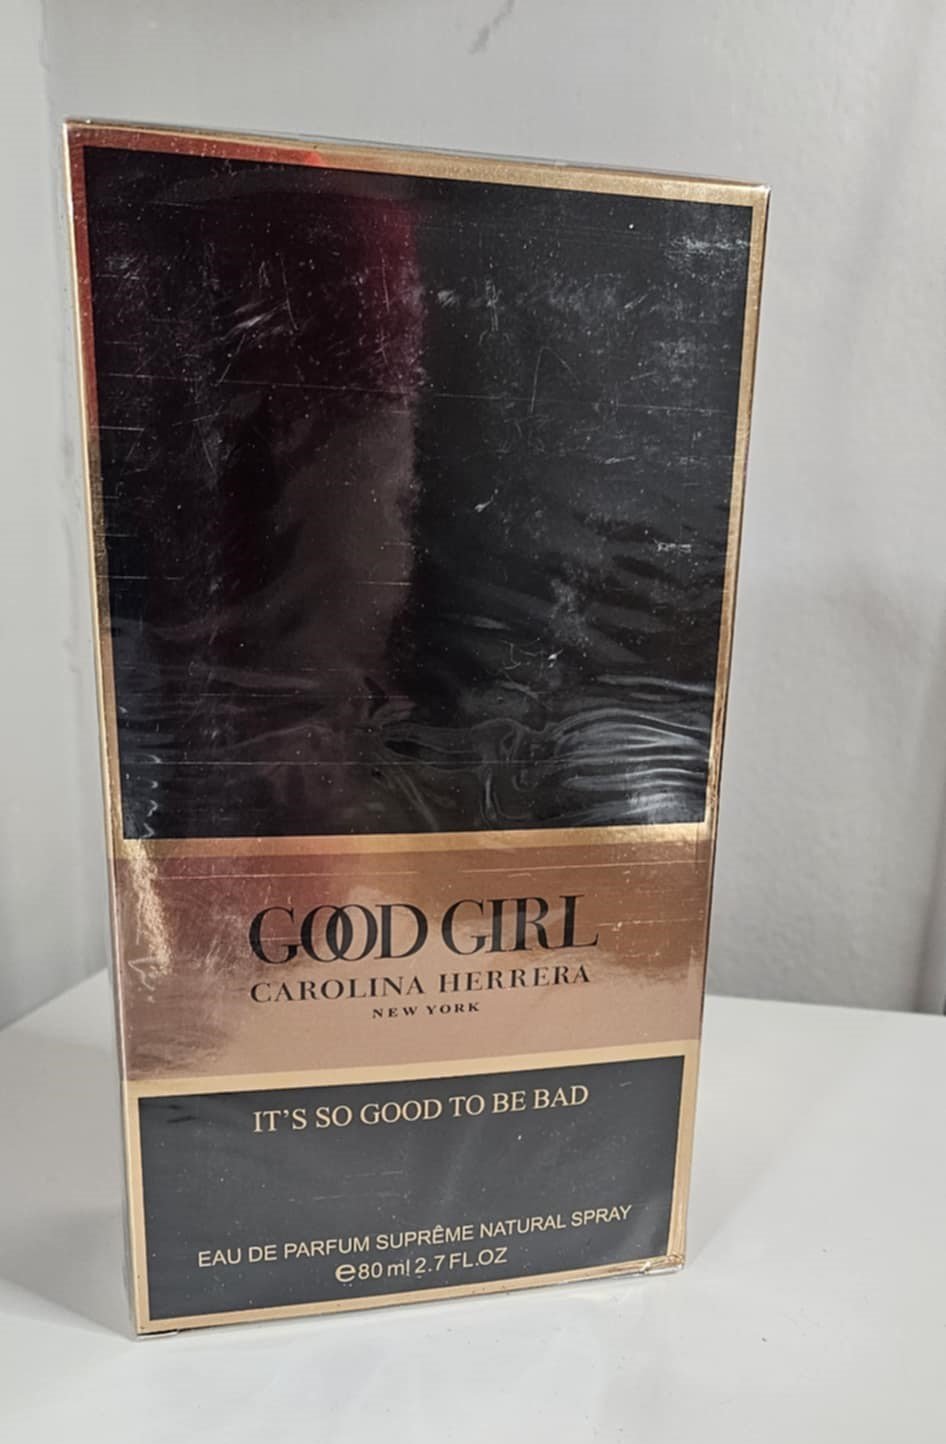 GOOD GIRL
CAROLINA HERRERA
NEW YORK
IT'S SO GOOD TO BE BAD
EAU DE PARFUM SUPRÊME NATURAL SPRAY
e80 ml 2.7 FL.OZ